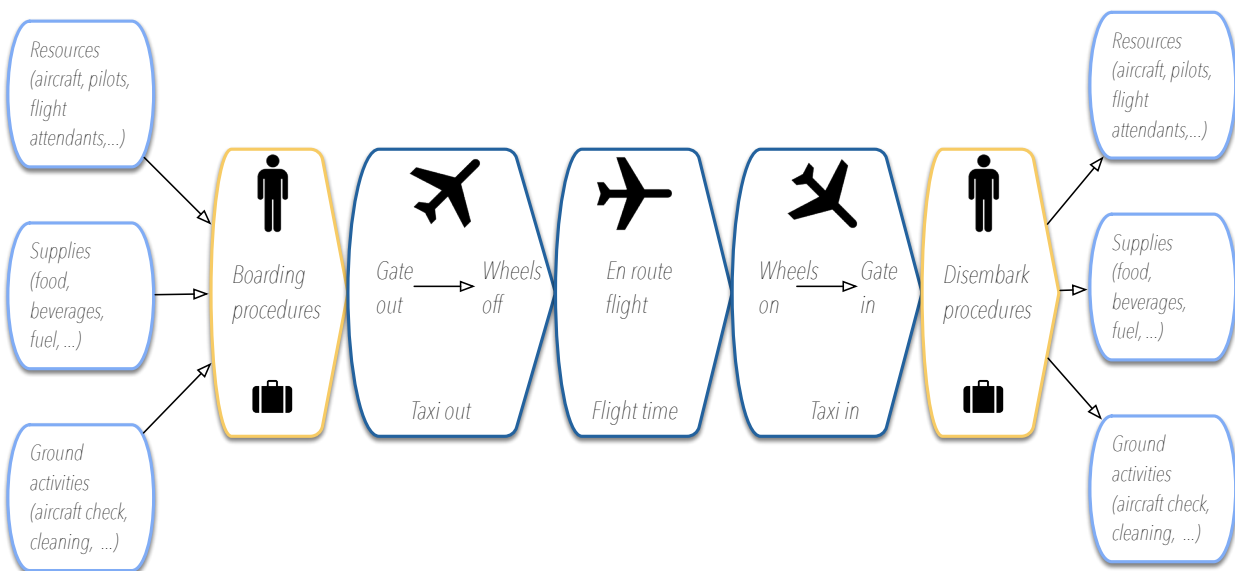 Resources
(aircraft, pilots,
flight
attendants,...)
Supplies
(food,
beverages,
fuel, ...)
Ground
activities
(aircraft check,
cleaning, ...)
Boarding
procedures
Gate
out
Wheels
off
Taxi out
En route
flight
Flight time
Wheels
on
Gate
in
Taxi in
Disembark
procedures
Resources
(aircraft, pilots,
flight
attendants,...)
Supplies
(food,
beverages,
fuel, ...)
Ground
activities
(aircraft check,
cleaning, ...)